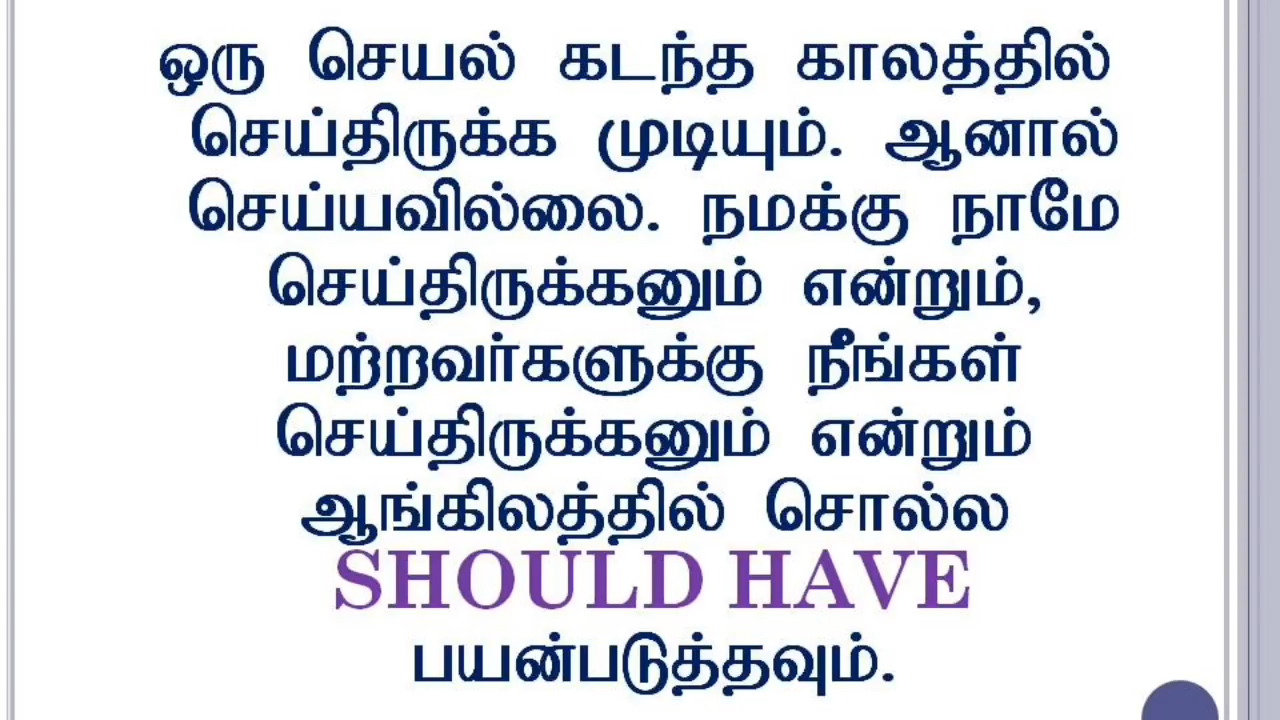 ஒரு செயல் கடந்த காலத்தில்
செய்திருக்க முடியும். ஆனால்
செய்யவில்லை. நமக்கு நாமே
செய்திருக்கனும் என்றும்,
மற்றவர்களுக்கு நீங்கள்
செய்திருக்கனும் என்றும்
ஆங்கிலத்தில் சொல்ல
SHOULD HAVE
பயன்படுத்தவும்.